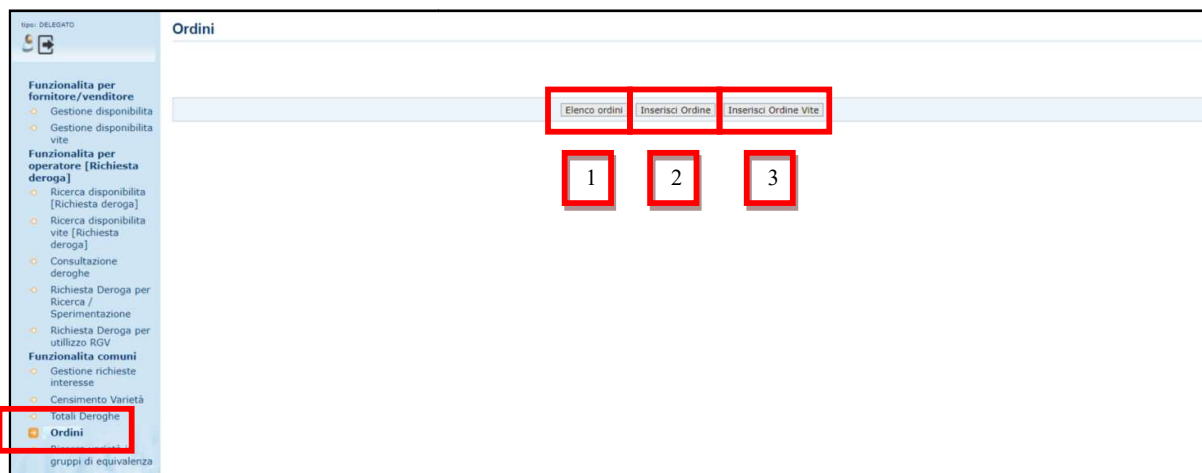 tipo: DELEGATO
Ordini
Funzionalita per
fornitore/venditore
Gestione disponibilita
Gestione disponibilita
vite
Funzionalita per
operatore [Richiesta
deroga]
Ricerca disponibilita
[Richiesta deroga]
Ricerca disponibilita
vite [Richiesta
deroga]
Consultazione
deroghe
Richiesta Deroga per
Ricerca /
Sperimentazione
Richiesta Deroga per
utilizzo RGV
Funzionalita comuni
Gestione richieste
interesse
Censimento Varietà
Totali Deroghe
Ordini
gruppi di equivalenza
Elenco ordini
Inserisci Ordine
Inserisci Ordine Vite
1
2
3